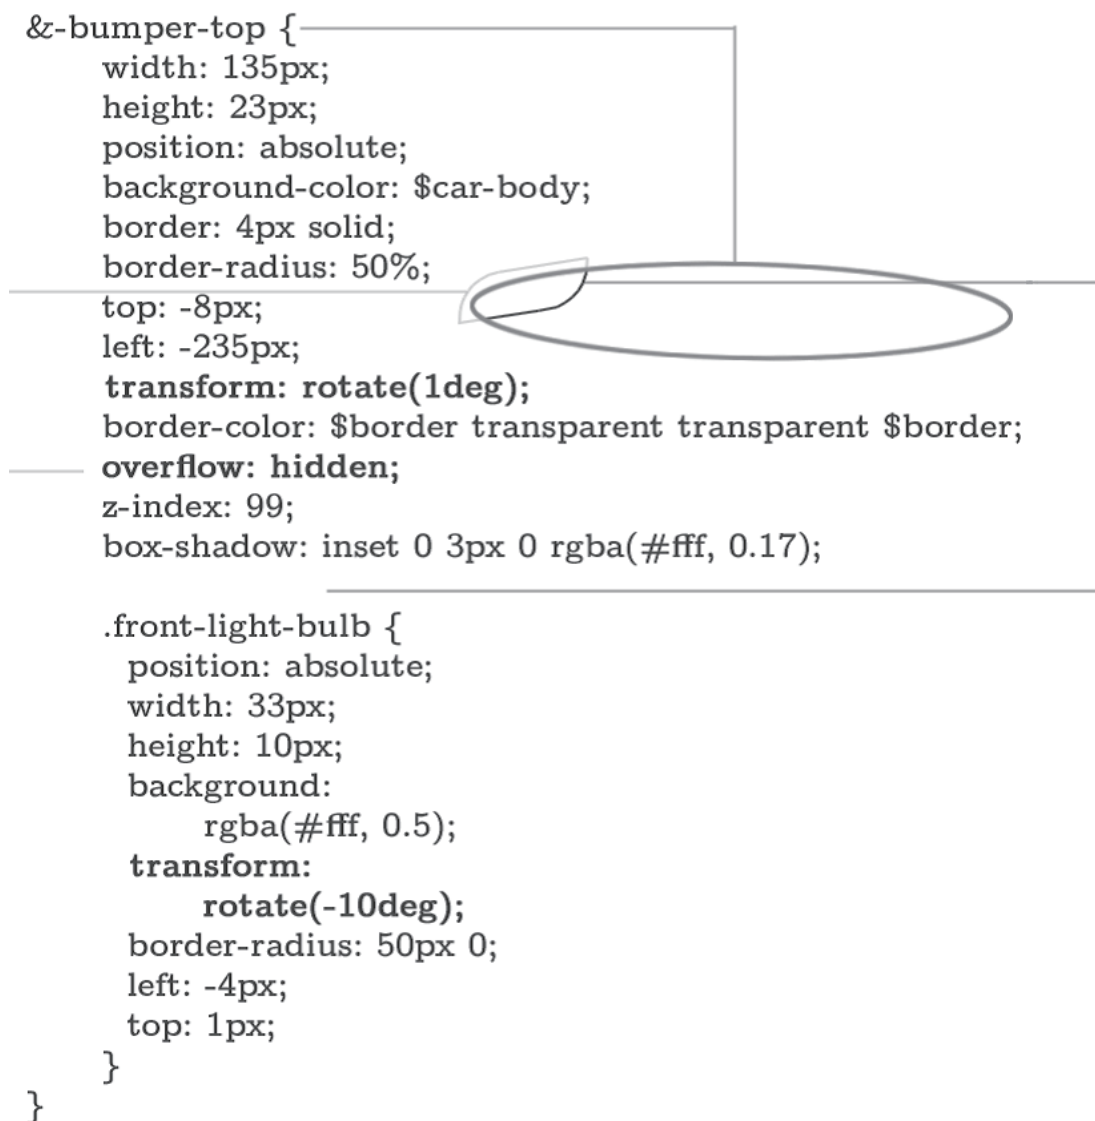 &-bumper-top {
width: 135px;
height: 23px;
position: absolute;
background-color: $car-body;
border: 4px solid;
border-radius: 50%;
top: -8px;
left: -235px;
transform: rotate(1deg);
border-color: $border transparent transparent $border;
overflow: hidden;
z-index: 99;
box-shadow: inset 0 3px 0 rgba(#fff, 0.17);
.front-light-bulb {
position: absolute;
width: 33px;
height: 10px;
background:
rgba(#fff, 0.5);
transform:
rotate(-10deg);
border-radius: 50px 0;
left: -4px;
top: 1px;
}
}